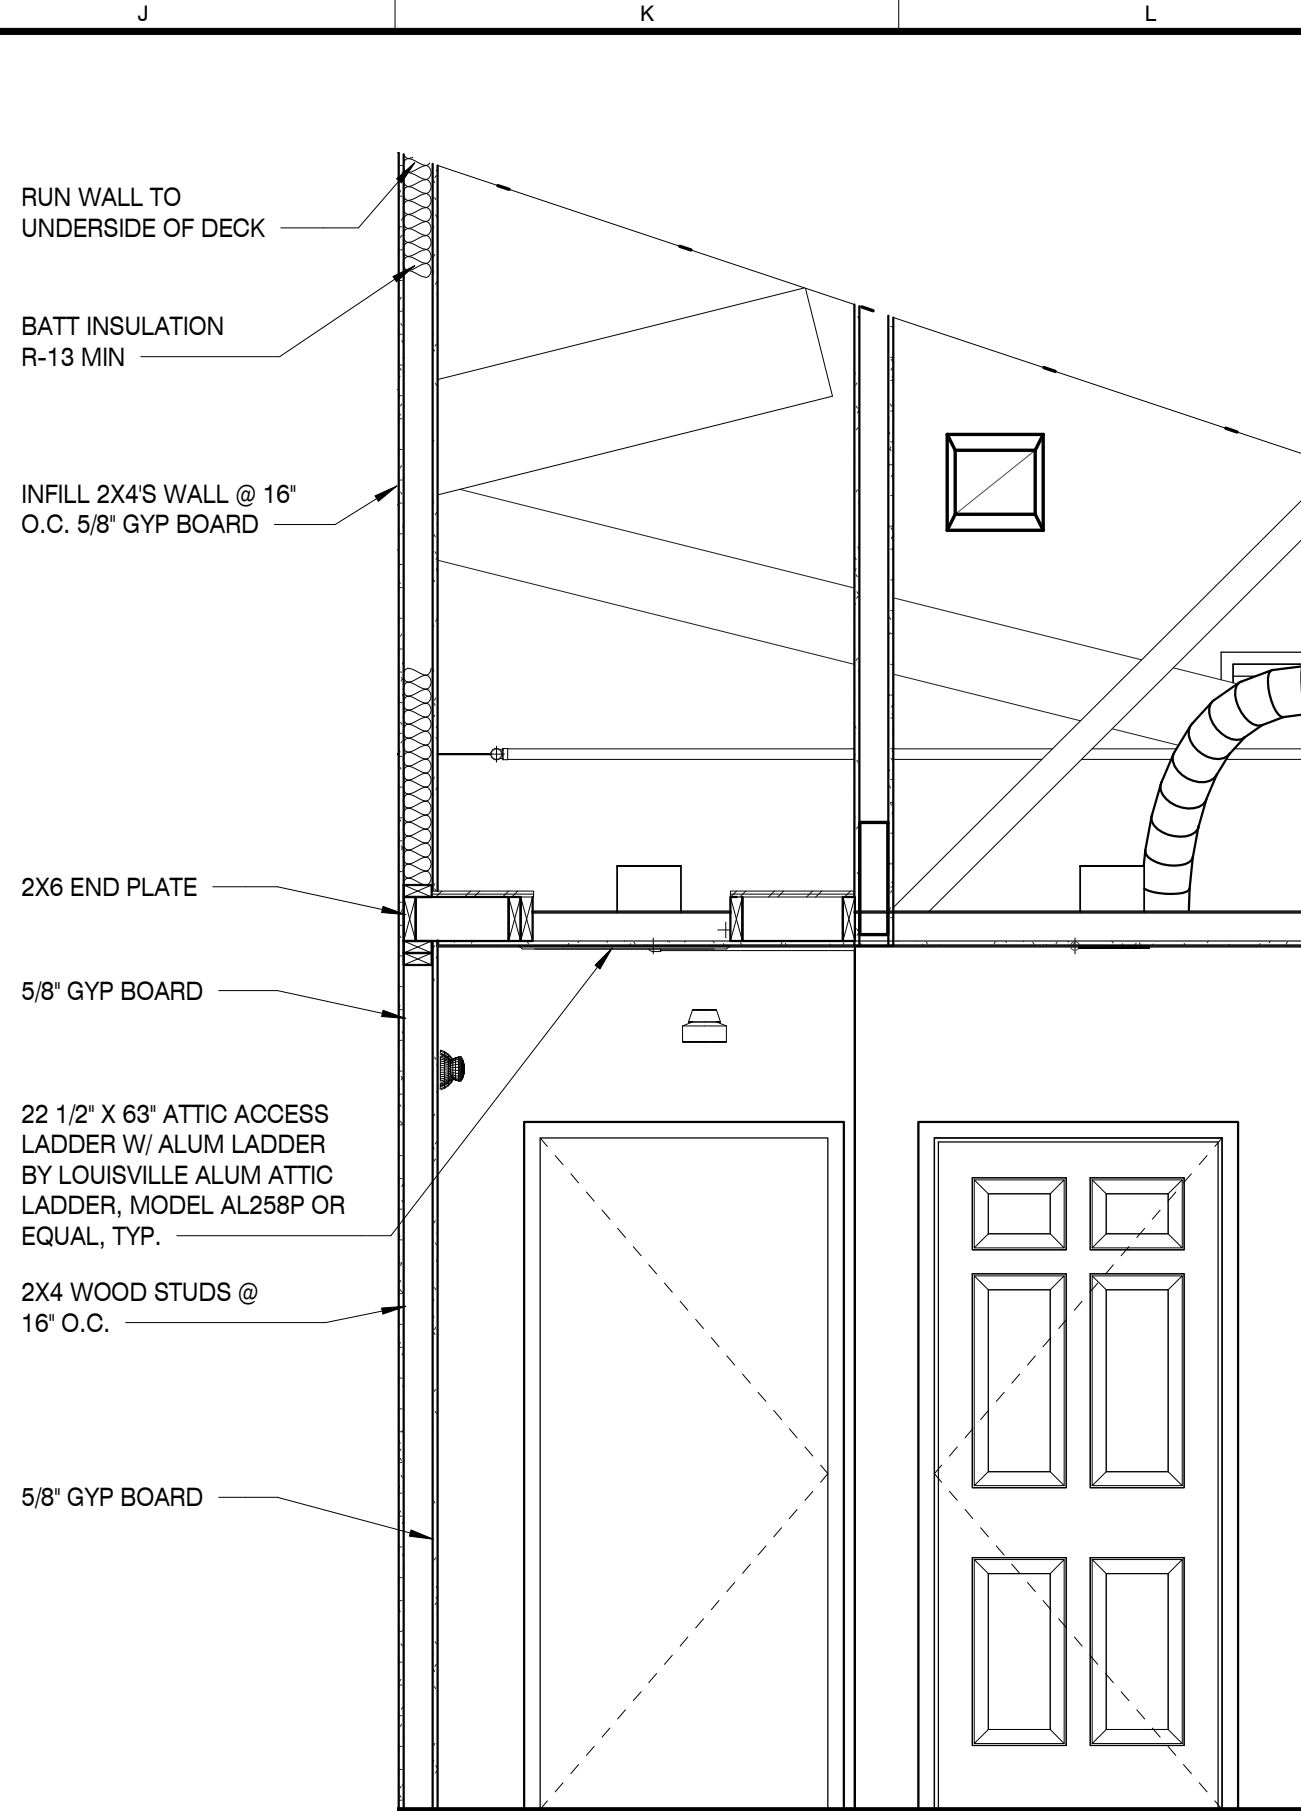 J K L
RUN WALL TO
UNDERSIDE OF DECK
BATT INSULATION
R-13 MIN
INFILL 2X4'S WALL @ 16"
O.C. 5/8" GYP BOARD
2X6 END PLATE
5/8" GYP BOARD
22 1/2" X 63" ATTIC ACCESS
LADDER W/ ALUM LADDER
BY LOUISVILLE ALUM ATTIC
LADDER, MODEL AL258P OR
EQUAL, TYP.
2X4 WOOD STUDS @
16" O.C.
5/8" GYP BOARD